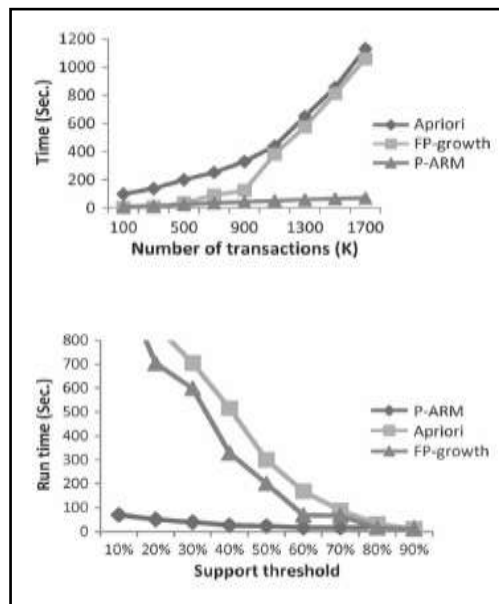 1200
1000
800
600
400
200
0
Time (Sec.)
Apriori
FP-growth
P-ARM
100 500 900 1300 1700
Number of transactions (K)
800
700
600
500
400
300
200
100
0
Run time (Sec.)
P-ARM
Apriori
FP-growth
10% 20% 30% 40% 50% 60% 70% 80% 90%
Support threshold